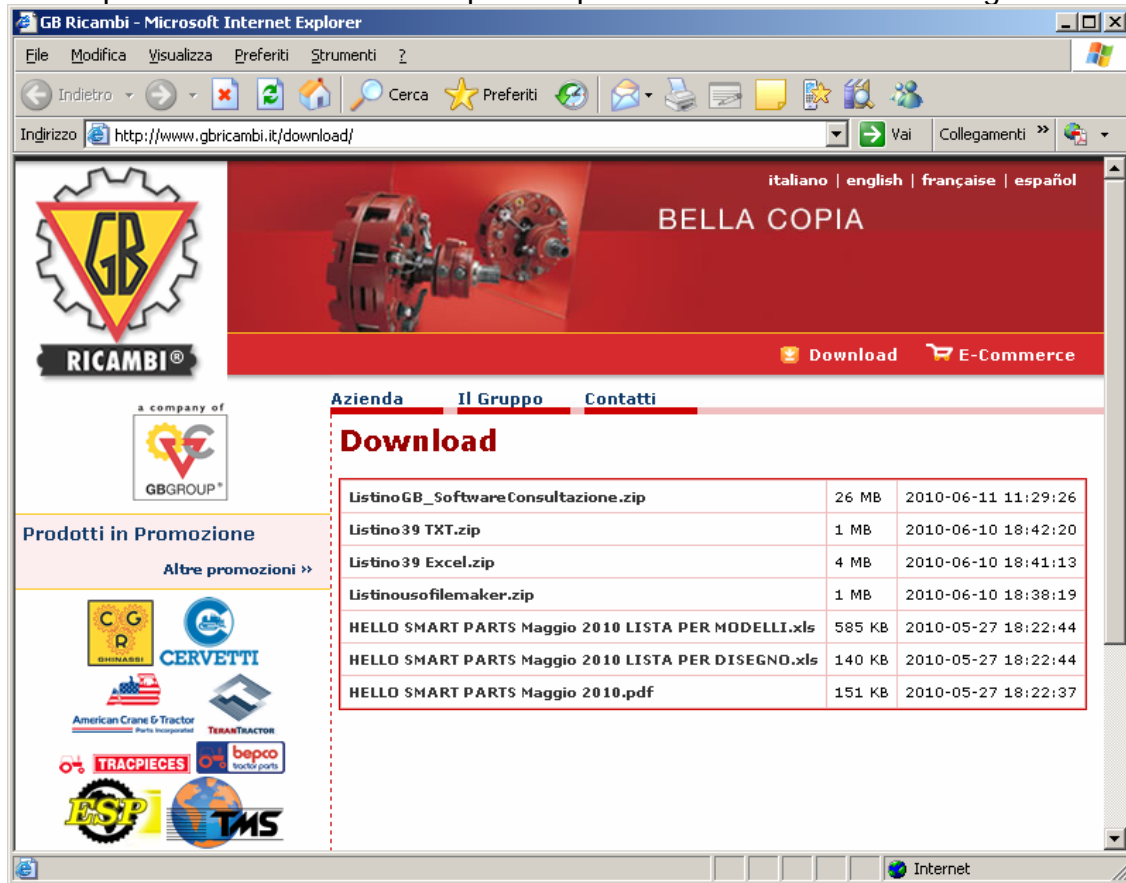 GB Ricambi - Microsoft Internet Explorer
File Modifica Visualizza Preferiti Strumenti ?
Indietro Cerca Preferiti
Indirizzo http://www.gbricambi.it/download/ Vai Collegamenti »
italiano | english | française | español
BELLA COPIA
GB
RICAMBI®
Download E-Commerce
a company of
GBGROUP®
Azienda Il Gruppo Contatti
Download
ListinoGB_SoftwareConsultazione.zip 26 MB 2010-06-11 11:29:26
Listino39 TXT.zip 1 MB 2010-06-10 18:42:20
Listino39 Excel.zip 4 MB 2010-06-10 18:41:13
Listinousofilemaker.zip 1 MB 2010-06-10 18:38:19
HELLO SMART PARTS Maggio 2010 LISTA PER MODELLI.xls 585 KB 2010-05-27 18:22:44
HELLO SMART PARTS Maggio 2010 LISTA PER DISEGNO.xls 140 KB 2010-05-27 18:22:44
HELLO SMART PARTS Maggio 2010.pdf 151 KB 2010-05-27 18:22:37
Prodotti in Promozione
Altre promozioni »
C G
R
GHINASSI
CERVETTI
American Crane & Tractor
Parts Incorporated
TERANTRACTOR
TRACPIECES
bepco
tractor parts
ESP
TMS
Internet